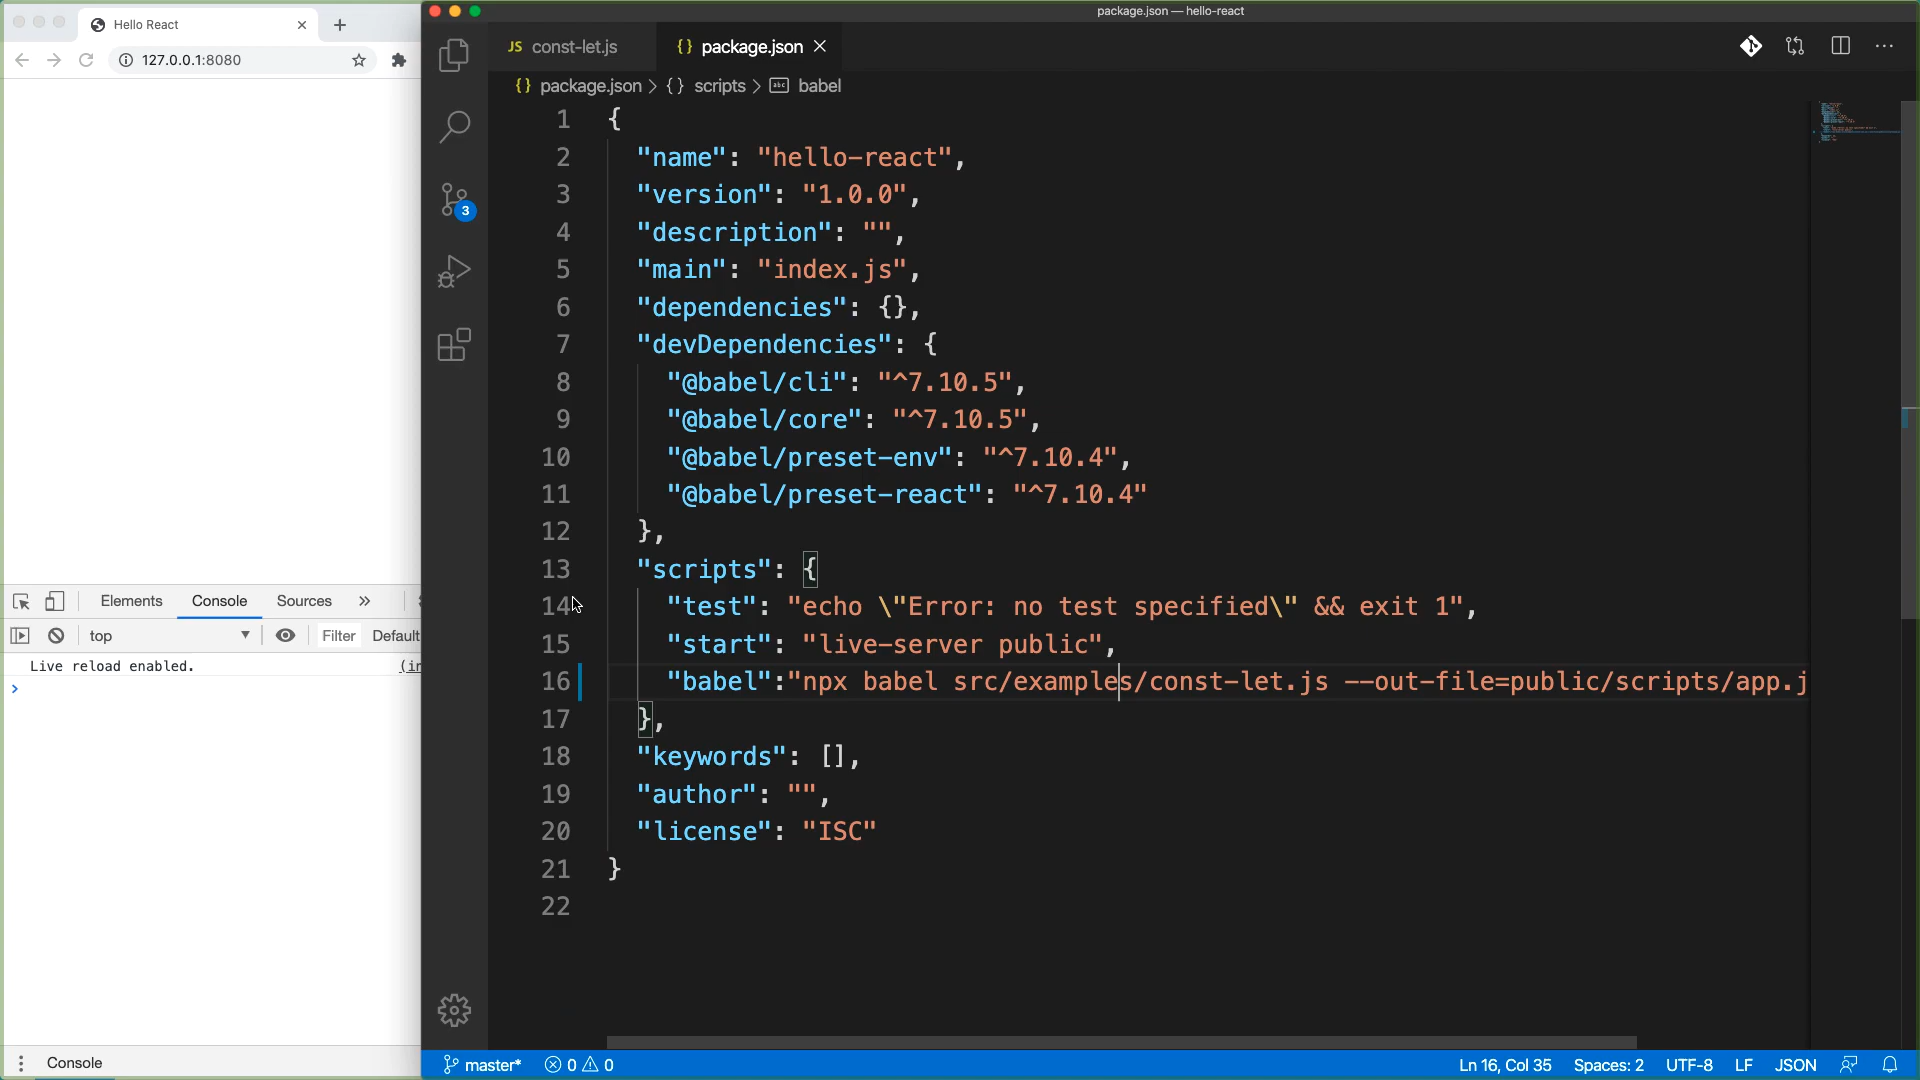 Hello React
127.0.0.1:8080
Elements Console Sources »
top Filter Default
Live reload enabled. (in
Console
package.json — hello-react
JS const-let.js {} package.json
{} package.json > {} scripts > abc babel
3
1 {
2 "name": "hello-react",
3 "version": "1.0.0",
4 "description": "",
5 "main": "index.js",
6 "dependencies": {},
7 "devDependencies": {
8 "@babel/cli": "^7.10.5",
9 "@babel/core": "^7.10.5",
10 "@babel/preset-env": "^7.10.4",
11 "@babel/preset-react": "^7.10.4"
12 },
13 "scripts": {
14 "test": "echo \"Error: no test specified\" && exit 1",
15 "start": "live-server public",
16 "babel":"npx babel src/examples/const-let.js --out-file=public/scripts/app.j
17 },
18 "keywords": [],
19 "author": "",
20 "license": "ISC"
21 }
22
master* 0 0 Ln 16, Col 35 Spaces: 2 UTF-8 LF JSON